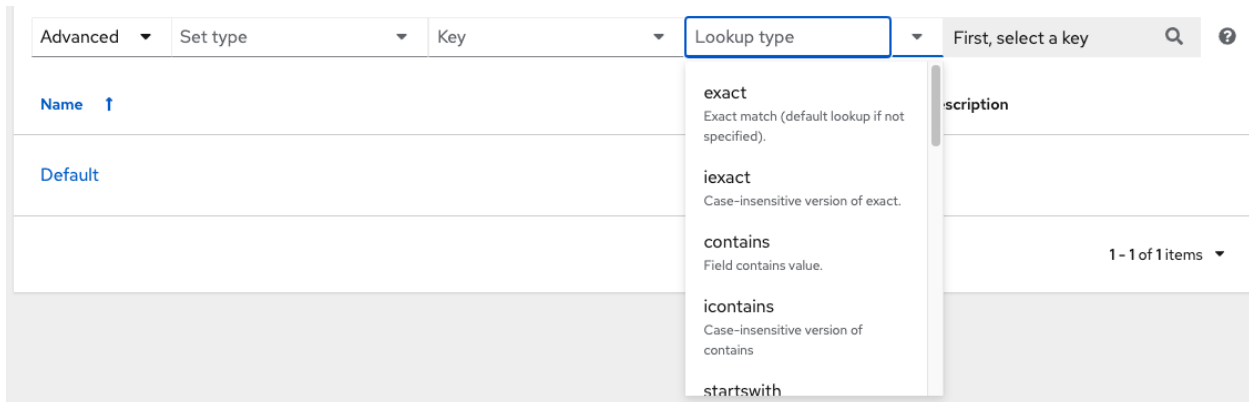 Advanced Set type Key Lookup type First, select a key
Name Description
exact
Exact match (default lookup if not
specified).
Default
iexact
Case-insensitive version of exact.
contains
Field contains value.
1 - 1 of 1 items
icontains
Case-insensitive version of
contains
startswith